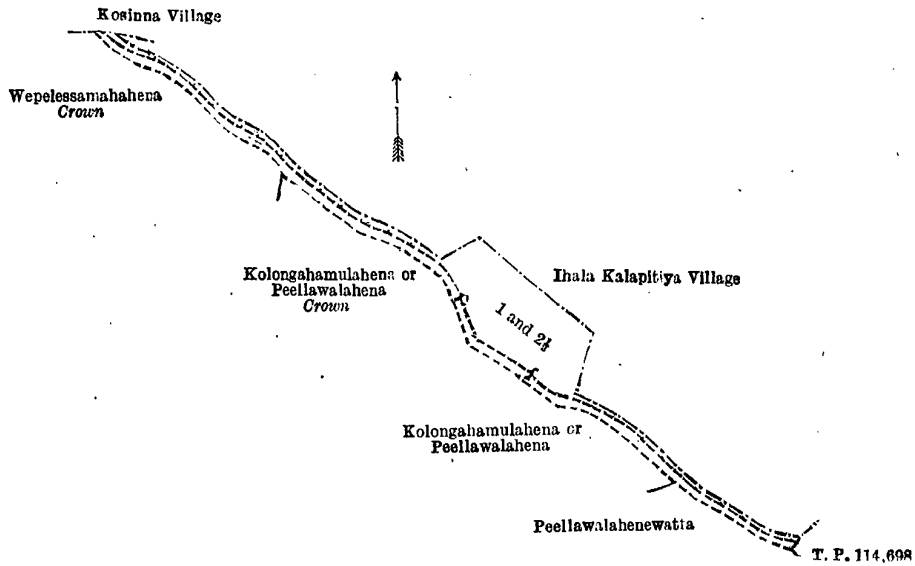 Kosinna Village
Wepelessamahahena
Crown
Kolongahamulahena or
Peellawalahena
Crown
Ihala Kalapitiya Village
1 and 2½
f
f
Kolongahamulahena or
Peellawalahena
Peellawalahenewatta
T. P. 114,698